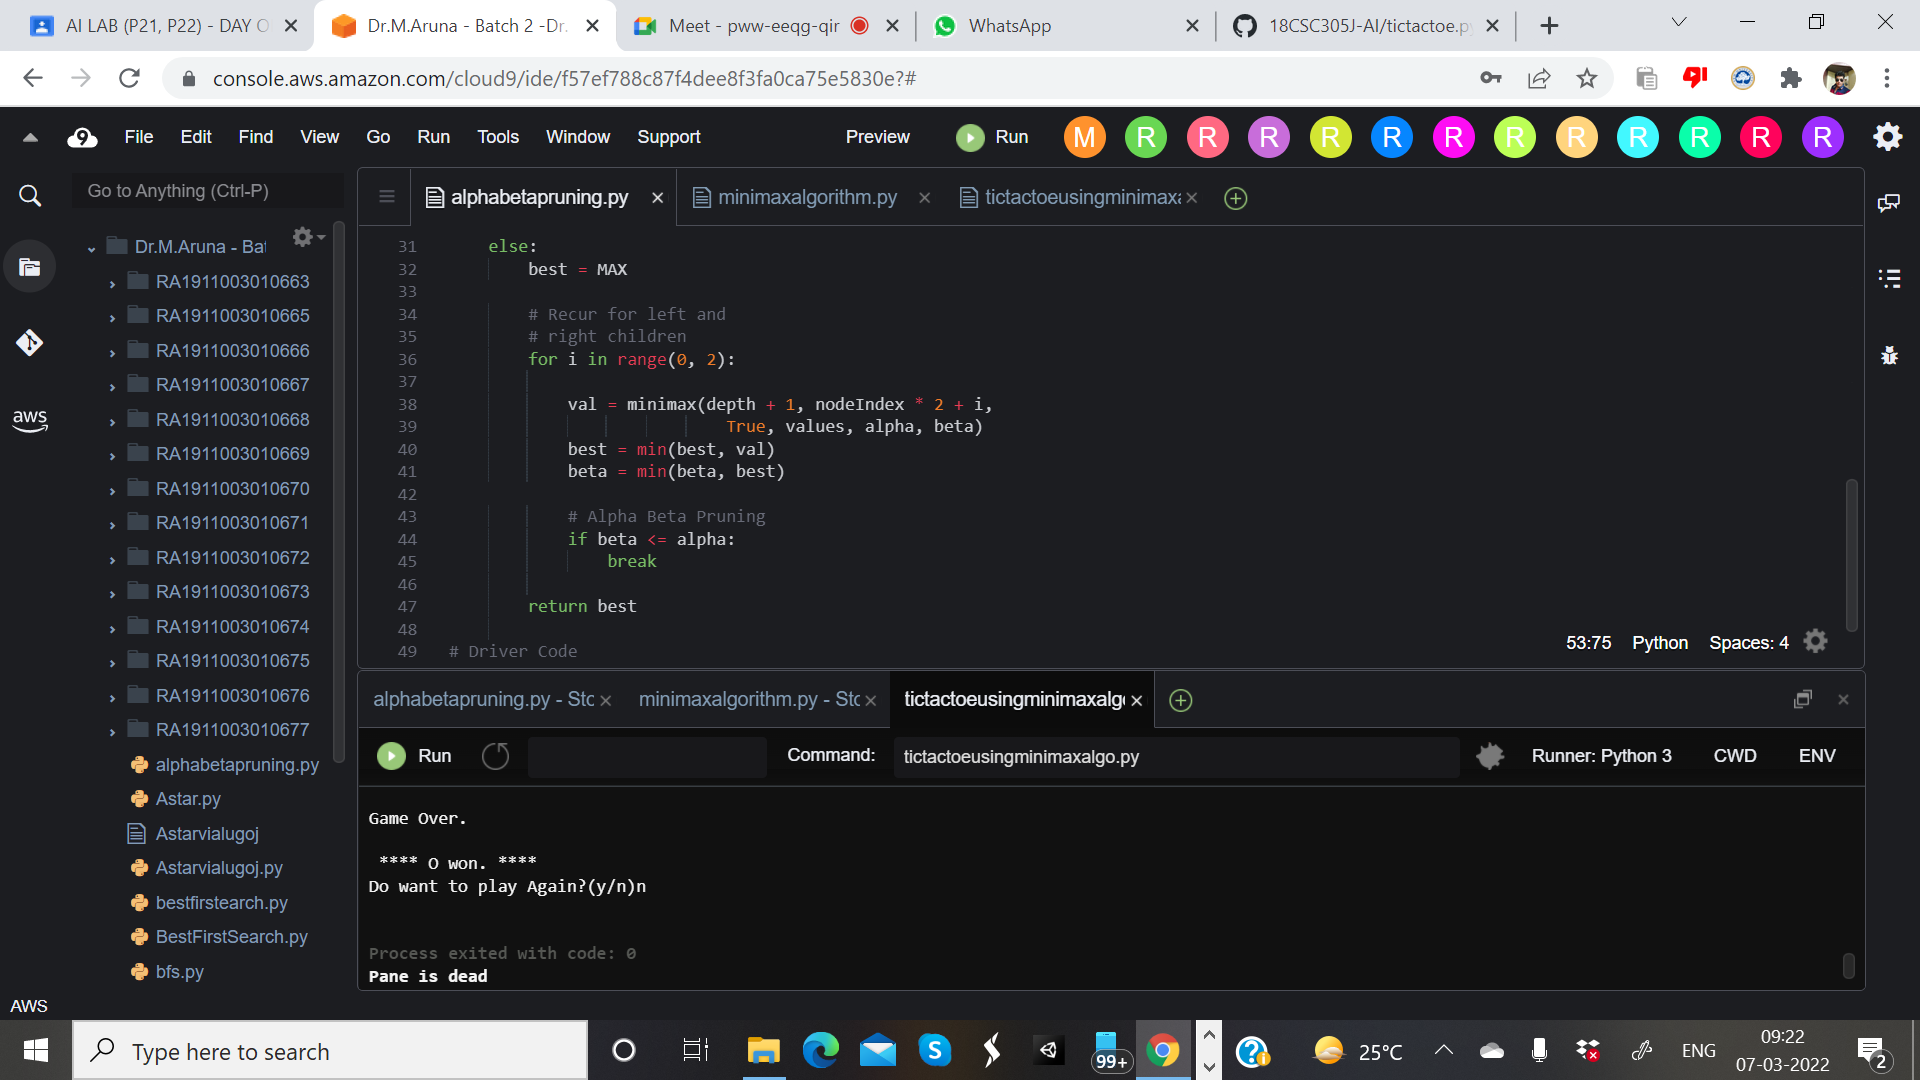 AI LAB (P21, P22) - DAY O
Dr.M.Aruna - Batch 2 -Dr.
Meet - pww-eeqg-qir
WhatsApp
18CSC305J-AI/tictactoe.py
console.aws.amazon.com/cloud9/ide/f57ef788c87f4dee8f3fa0ca75e5830e?#
9 File Edit Find View Go Run Tools Window Support Preview Run M R R R R R R R R R R R R
Go to Anything (Ctrl-P)
alphabetapruning.py minimaxalgorithm.py tictactoeusingminimaxa
Dr.M.Aruna - Bat
RA1911003010663
RA1911003010665
RA1911003010666
RA1911003010667
RA1911003010668
RA1911003010669
RA1911003010670
RA1911003010671
RA1911003010672
RA1911003010673
RA1911003010674
RA1911003010675
RA1911003010676
RA1911003010677
alphabetapruning.py
Astar.py
Astarvialugoj
Astarvialugoj.py
bestfirstearch.py
BestFirstSearch.py
bfs.py
aws
AWS
31 else:
32 best = MAX
33
34 # Recur for left and
35 # right children
36 for i in range(0, 2):
37
38 val = minimax(depth + 1, nodeIndex * 2 + i,
39 True, values, alpha, beta)
40 best = min(best, val)
41 beta = min(beta, best)
42
43 # Alpha Beta Pruning
44 if beta <= alpha:
45 break
46
47 return best
48
49 # Driver Code
53:75 Python Spaces: 4
alphabetapruning.py - Stc minimaxalgorithm.py - Stc tictactoeusingminimaxalgo
Run Command: tictactoeusingminimaxalgo.py Runner: Python 3 CWD ENV
Game Over.
**** O won. ****
Do want to play Again?(y/n)n
Process exited with code: 0
Pane is dead
Type here to search
99+
25°C
ENG
09:22
07-03-2022
2